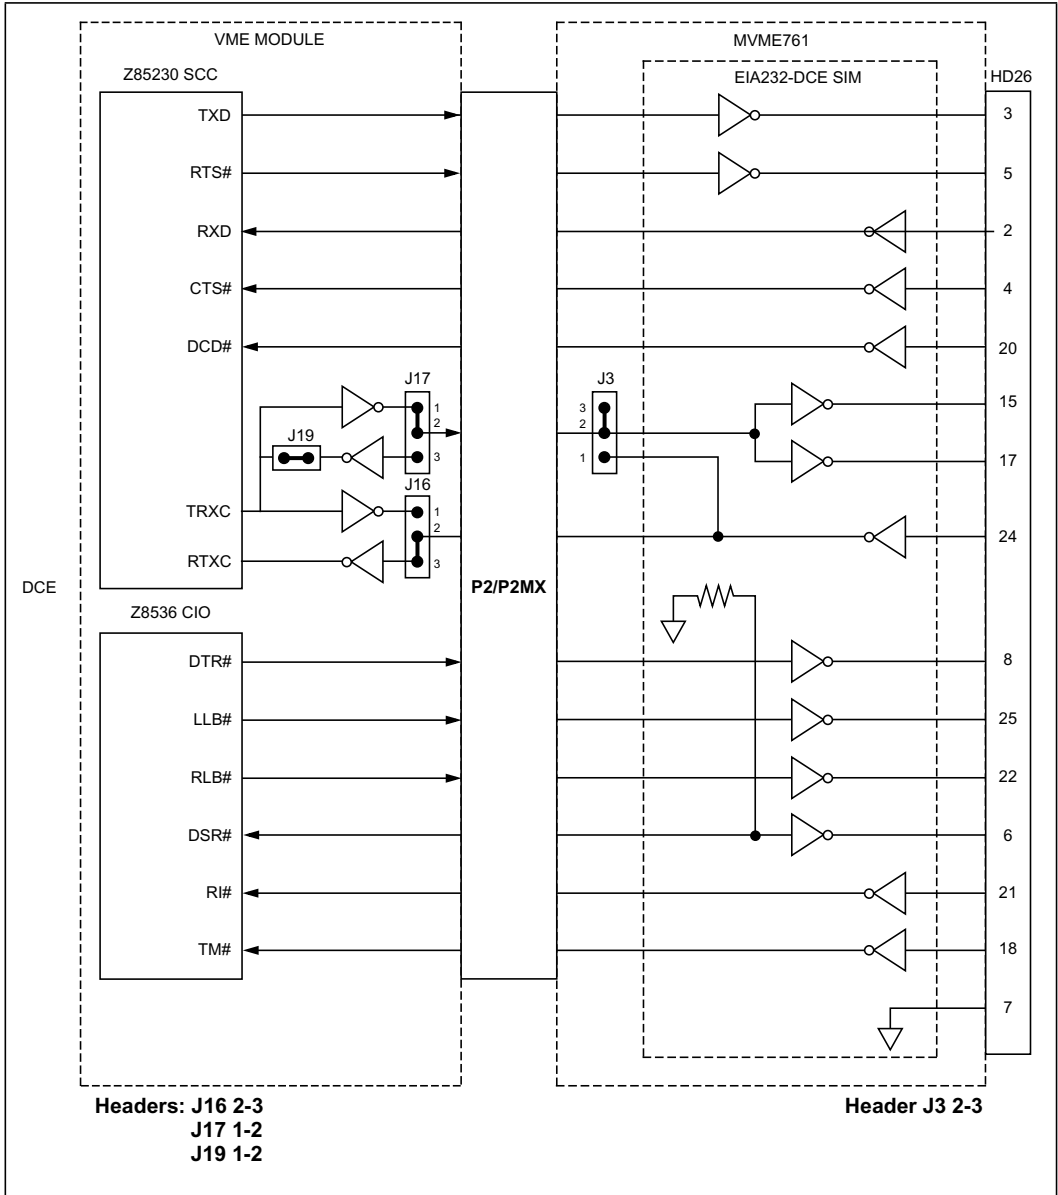 VME MODULE
MVME761
Z85230 SCC
EIA232-DCE SIM
HD26
TXD
3
RTS#
5
RXD
2
CTS#
4
DCD#
20
J17
J3
1
2
3
3
2
1
15
J19
17
J16
TRXC
1
2
3
24
RTXC
DCE
P2/P2MX
Z8536 CIO
DTR#
8
LLB#
25
RLB#
22
DSR#
6
RI#
21
TM#
18
7
Headers: J16 2-3
J17 1-2
J19 1-2
Header J3 2-3